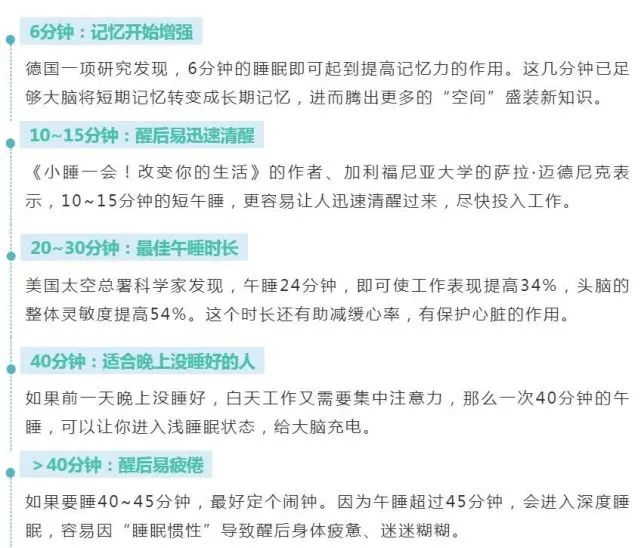 6分钟：记忆开始增强
德国一项研究发现，6分钟的睡眠即可起到提高记忆力的作用。这几分钟已足
够大脑将短期记忆转变成长期记忆，进而腾出更多的“空间”盛装新知识。
10~15分钟：醒后易迅速清醒
《小睡一会！改变你的生活》的作者、加利福尼亚大学的萨拉·迈德尼克表
示，10~15分钟的短午睡，更容易让人迅速清醒过来，尽快投入工作。
20~30分钟：最佳午睡时长
美国太空总署科学家发现，午睡24分钟，即可使工作表现提高34%，头脑的
整体灵敏度提高54%。这个时长还有助减缓心率，有保护心脏的作用。
40分钟：适合晚上没睡好的人
如果前一天晚上没睡好，白天工作又需要集中注意力，那么一次40分钟的午
睡，可以让你进入浅睡眠状态，给大脑充电。
＞40分钟：醒后易疲倦
如果要睡40~45分钟，最好定个闹钟。因为午睡超过45分钟，会进入深度睡
眠，容易因“睡眠惯性”导致醒后身体疲惫、迷迷糊糊。